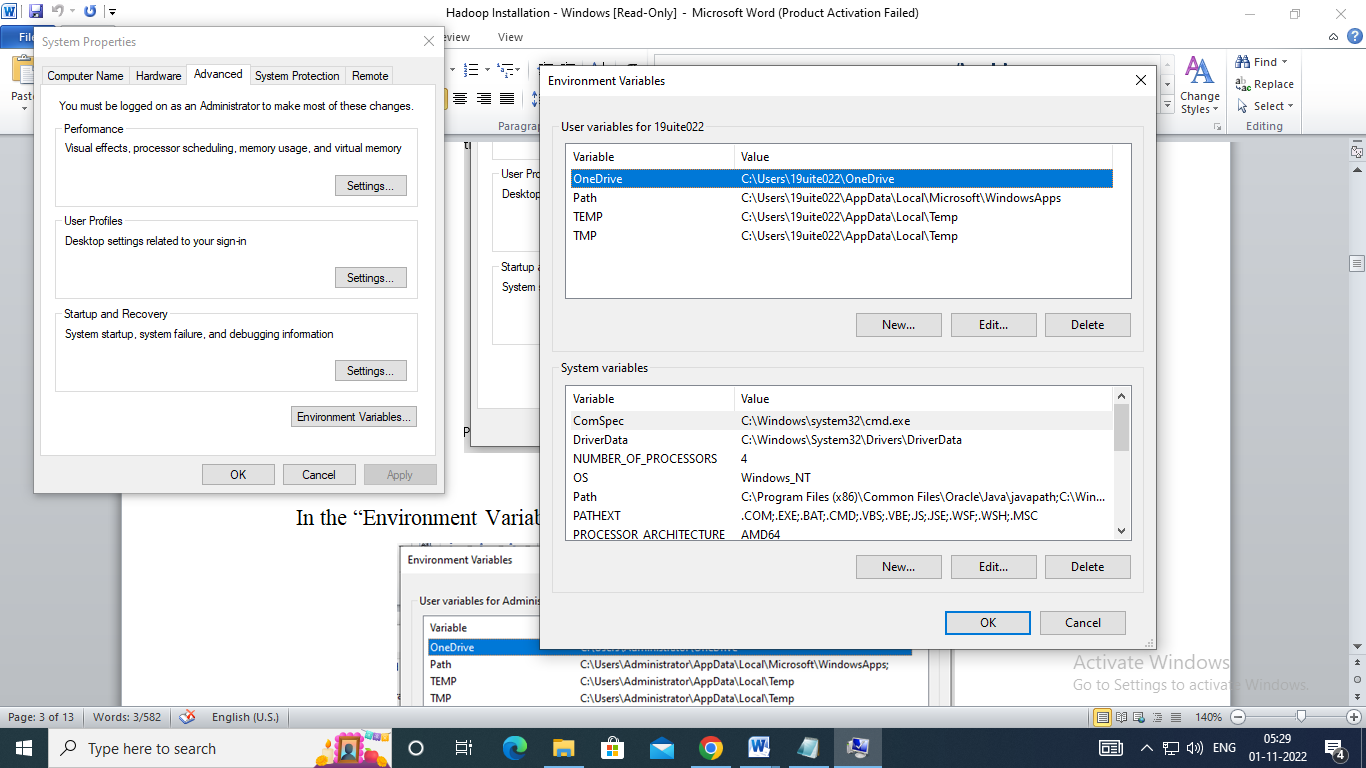 Hadoop Installation - Windows [Read-Only] - Microsoft Word (Product Activation Failed)
View
System Properties
Computer Name Hardware Advanced System Protection Remote
You must be logged on as an Administrator to make most of these changes.
Performance
Visual effects, processor scheduling, memory usage, and virtual memory
Settings...
User Profiles
Desktop settings related to your sign-in
Settings...
Startup and Recovery
System startup, system failure, and debugging information
Settings...
Environment Variables...
OK Cancel Apply
Paragra
Change Styles
Find
Replace
Select
Editing
User Pro
Desktop
Startup
System
Environment Variables
User variables for 19uite022
Variable Value
OneDrive C:\Users\19uite022\OneDrive
Path C:\Users\19uite022\AppData\Local\Microsoft\WindowsApps
TEMP C:\Users\19uite022\AppData\Local\Temp
TMP C:\Users\19uite022\AppData\Local\Temp
New... Edit... Delete
System variables
Variable Value
ComSpec C:\Windows\system32\cmd.exe
DriverData C:\Windows\System32\Drivers\DriverData
NUMBER_OF_PROCESSORS 4
OS Windows_NT
Path C:\Program Files (x86)\Common Files\Oracle\Java\javapath;C:\Win...
PATHEXT .COM;.EXE;.BAT;.CMD;.VBS;.VBE;.JS;.JSE;.WSF;.WSH;.MSC
PROCESSOR_ARCHITECTURE AMD64
New... Edit... Delete
OK Cancel
In the “Environment Variab
Environment Variables
User variables for Adminis
Variable
OneDrive
Path C:\Users\Administrator\AppData\Local\Microsoft\WindowsApps;
TEMP C:\Users\Administrator\AppData\Local\Temp
TMP C:\Users\Administrator\AppData\Local\Temp
Activate Windows
Go to Settings to activate Windows.
Page: 3 of 13 Words: 3/582 English (U.S.) 140%
Type here to search
ENG
05:29
01-11-2022
4